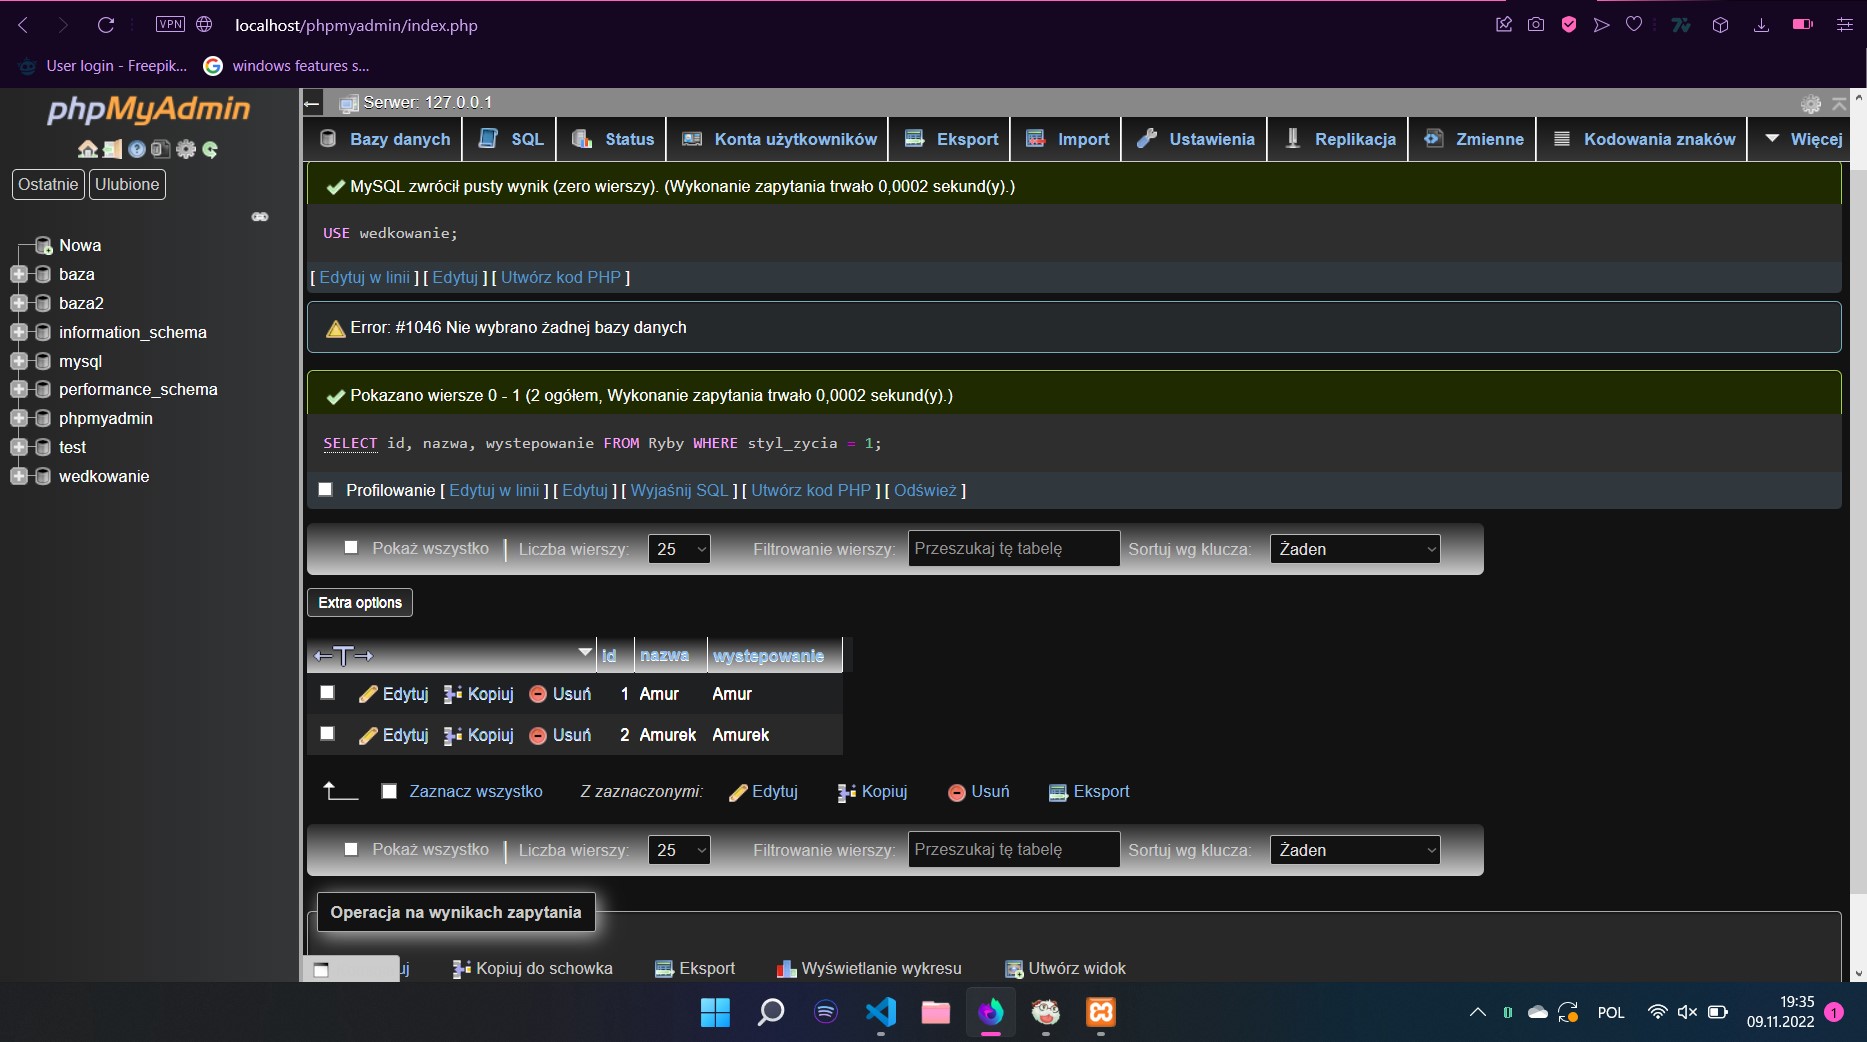 VPN localhost/phpmyadmin/index.php
User login - Freepik... windows features s...
phpMyAdmin
Ostatnie Ulubione
Nowa
baza
baza2
information_schema
mysql
performance_schema
phpmyadmin
test
wedkowanie
Serwer: 127.0.0.1
Bazy danych SQL Status Konta użytkowników Eksport Import Ustawienia Replikacja Zmienne Kodowania znaków Więcej
MySQL zwrócił pusty wynik (zero wierszy). (Wykonanie zapytania trwało 0,0002 sekund(y).)
USE wedkowanie;
[ Edytuj w linii ] [ Edytuj ] [ Utwórz kod PHP ]
Error: #1046 Nie wybrano żadnej bazy danych
Pokazano wiersze 0 - 1 (2 ogółem, Wykonanie zapytania trwało 0,0002 sekund(y).)
SELECT id, nazwa, wystepowanie FROM Ryby WHERE styl_zycia = 1;
Profilowanie [ Edytuj w linii ] [ Edytuj ] [ Wyjaśnij SQL ] [ Utwórz kod PHP ] [ Odśwież ]
Pokaż wszystko | Liczba wierszy: 25 Filtrowanie wierszy: Przeszukaj tę tabelę Sortuj wg klucza: Żaden
Extra options
←T→ id nazwa wystepowanie
Edytuj Kopiuj Usuń 1 Amur Amur
Edytuj Kopiuj Usuń 2 Amurek Amurek
Zaznacz wszystko Z zaznaczonymi: Edytuj Kopiuj Usuń Eksport
Pokaż wszystko | Liczba wierszy: 25 Filtrowanie wierszy: Przeszukaj tę tabelę Sortuj wg klucza: Żaden
Operacja na wynikach zapytania
uj Kopiuj do schowka Eksport Wyświetlanie wykresu Utwórz widok
POL 19:35
09.11.2022 1